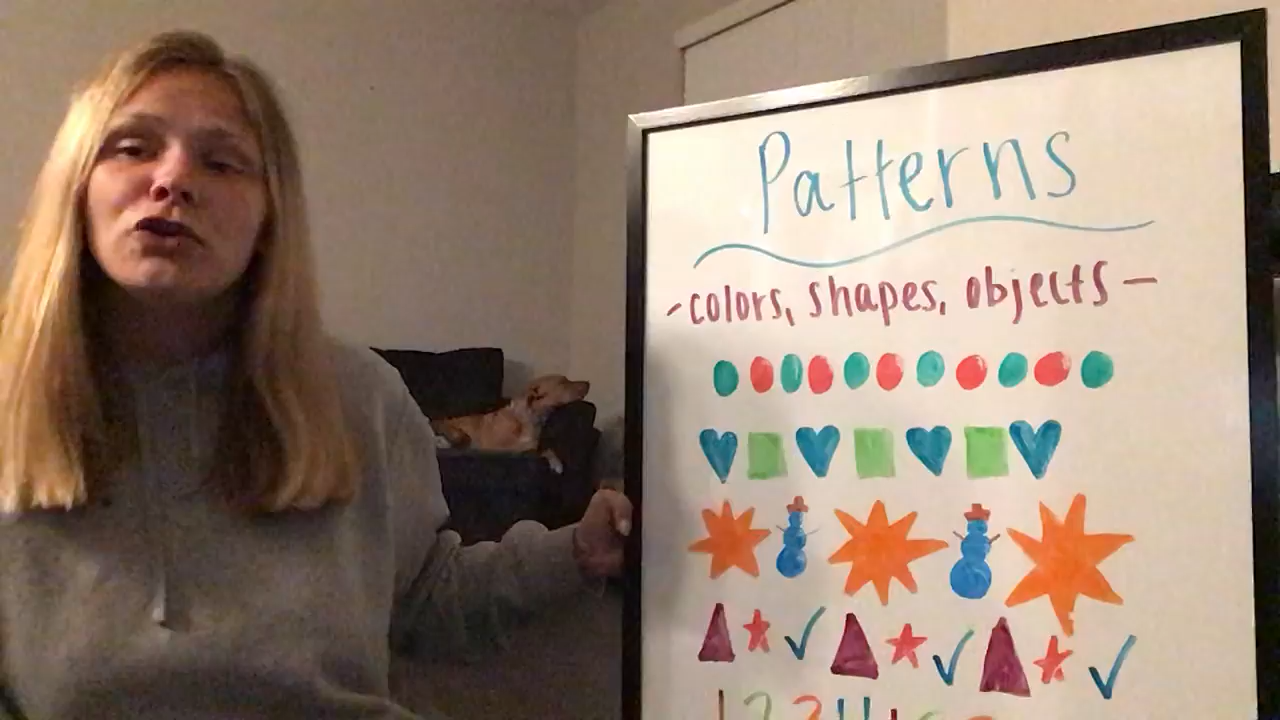 Patterns
- colors, shapes, objects -